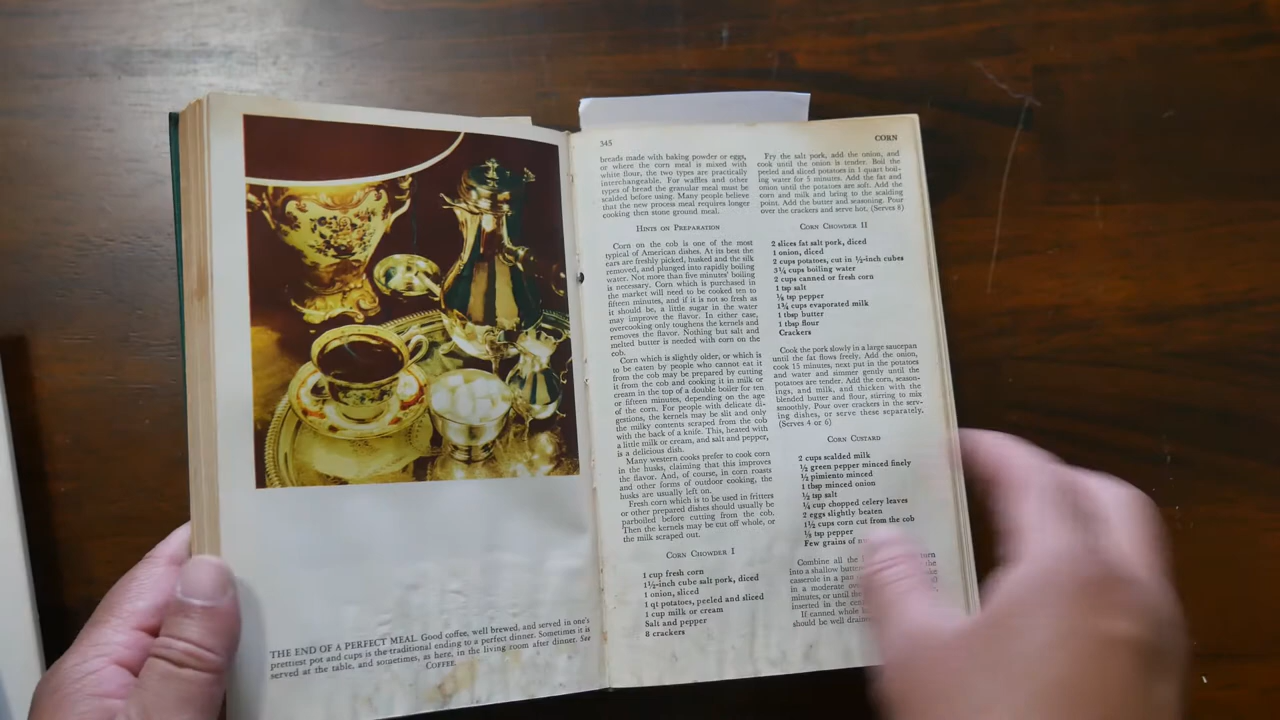 THE END OF A PERFECT MEAL. Good coffee, well brewed, and served in one's
prettiest pot and cups is the traditional ending to a perfect dinner. Sometimes it is
served at the table, and sometimes, as here, in the living room after dinner. See
COFFEE.
345
CORN
breads made with baking powder or eggs,
or where the corn meal is mixed with
white flour, the two types are practically
interchangeable. For waffles and other
types of bread the granular meal must be
scalded before using. Many people believe
that the new process meal requires longer
cooking then stone ground meal.
HINTS ON PREPARATION
Corn on the cob is one of the most
typical of American dishes. At its best the
ears are freshly picked, husked and the silk
removed, and plunged into rapidly boiling
water. Not more than five minutes' boiling
is necessary. Corn which is purchased in
the market will need to be cooked ten to
fifteen minutes, and if it is not so fresh as
it should be, a little sugar in the water
may improve the flavor. In either case,
overcooking only toughens the kernels and
removes the flavor. Nothing but salt and
melted butter is needed with corn on the
cob.
Corn which is slightly older, or which is
to be eaten by people who cannot eat it
from the cob may be prepared by cutting
it from the cob and cooking it in milk or
cream in the top of a double boiler for ten
or fifteen minutes, depending on the age
of the corn. For people with delicate di-
gestions, the kernels may be slit and only
the milky contents scraped from the cob
with the back of a knife. This, heated with
a little milk or cream, and salt and pepper,
is a delicious dish.
Many western cooks prefer to cook corn
in the husks, claiming that this improves
the flavor. And, of course, in corn roasts
and other forms of outdoor cooking, the
husks are usually left on.
Fresh corn which is to be used in fritters
or other prepared dishes should usually be
parboiled before cutting from the cob.
Then the kernels may be cut off whole, or
the milk scraped out.
CORN CHOWDER I
1 cup fresh corn
1½-inch cube salt pork, diced
1 onion, sliced
1 qt potatoes, peeled and sliced
1 cup milk or cream
Salt and pepper
8 crackers
Fry the salt pork, add the onion, and
cook until the onion is tender. Boil the
peeled and sliced potatoes in 1 quart boil-
ing water for 5 minutes. Add the fat and
onion until the potatoes are soft. Add the
corn and milk and bring to the scalding
point. Add the butter and seasoning. Pour
over the crackers and serve hot. (Serves 8)
CORN CHOWDER II
2 slices fat salt pork, diced
1 onion, diced
2 cups potatoes, cut in ½-inch cubes
3¼ cups boiling water
2 cups canned or fresh corn
1 tsp salt
⅛ tsp pepper
1¾ cups evaporated milk
1 tbsp butter
1 tbsp flour
Crackers
Cook the pork slowly in a large saucepan
until the fat flows freely. Add the onion,
cook 15 minutes, next put in the potatoes
and water and simmer gently until the
potatoes are tender. Add the corn, season-
ings, and milk, and thicken with the
blended butter and flour, stirring to mix
smoothly. Pour over crackers in the serv-
ing dishes, or serve these separately.
(Serves 4 or 6)
CORN CUSTARD
2 cups scalded milk
½ green pepper minced finely
½ pimiento minced
1 tbsp minced onion
½ tsp salt
¼ cup chopped celery leaves
2 eggs slightly beaten
1½ cups corn cut from the cob
⅛ tsp pepper
Few grains of
Combine all the
into a shallow
casserole in a pan
in a moderate
minutes, or until the
inserted in the
If canned whole
should be well